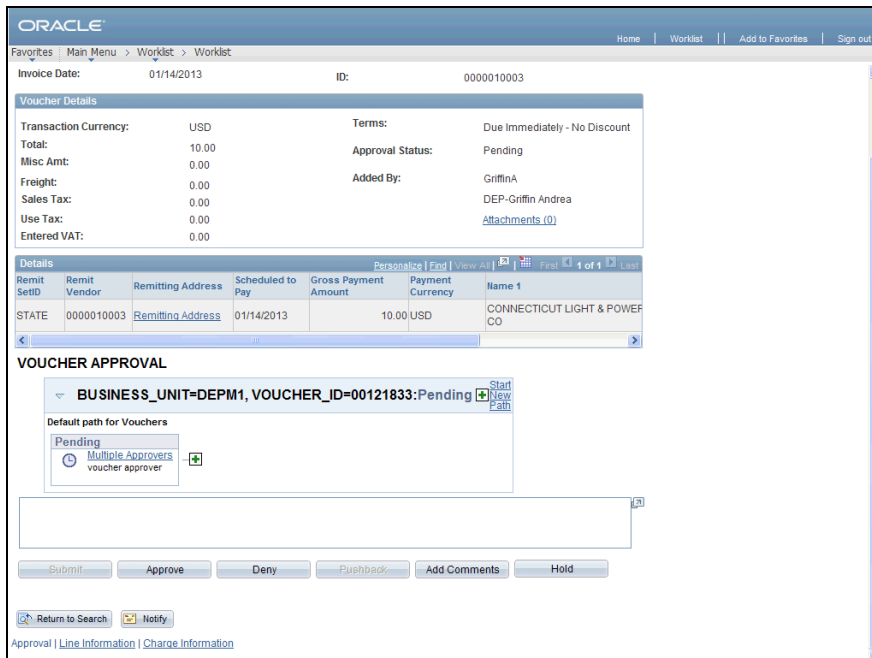 ORACLE
Home | Worklist || Add to Favorites | Sign out
Favorites Main Menu > Worklist > Worklist
Invoice Date: 01/14/2013 ID: 0000010003
Voucher Details
Transaction Currency: USD Terms: Due Immediately - No Discount
Total: 10.00 Approval Status: Pending
Misc Amt: 0.00
Freight: 0.00 Added By: GriffinA
Sales Tax: 0.00 DEP-Griffin Andrea
Use Tax: 0.00 Attachments (0)
Entered VAT: 0.00
Details Personalize | Find | View All | First 1 of 1 Last
Remit SetID Remit Vendor Remitting Address Scheduled to Pay Gross Payment Amount Payment Currency Name 1
STATE 0000010003 Remitting Address 01/14/2013 10.00 USD CONNECTICUT LIGHT & POWER CO
VOUCHER APPROVAL
BUSINESS_UNIT=DEPM1, VOUCHER_ID=00121833:Pending Start New Path
Default path for Vouchers
Pending
Multiple Approvers
voucher approver
Submit Approve Deny Pushback Add Comments Hold
Return to Search Notify
Approval | Line Information | Charge Information